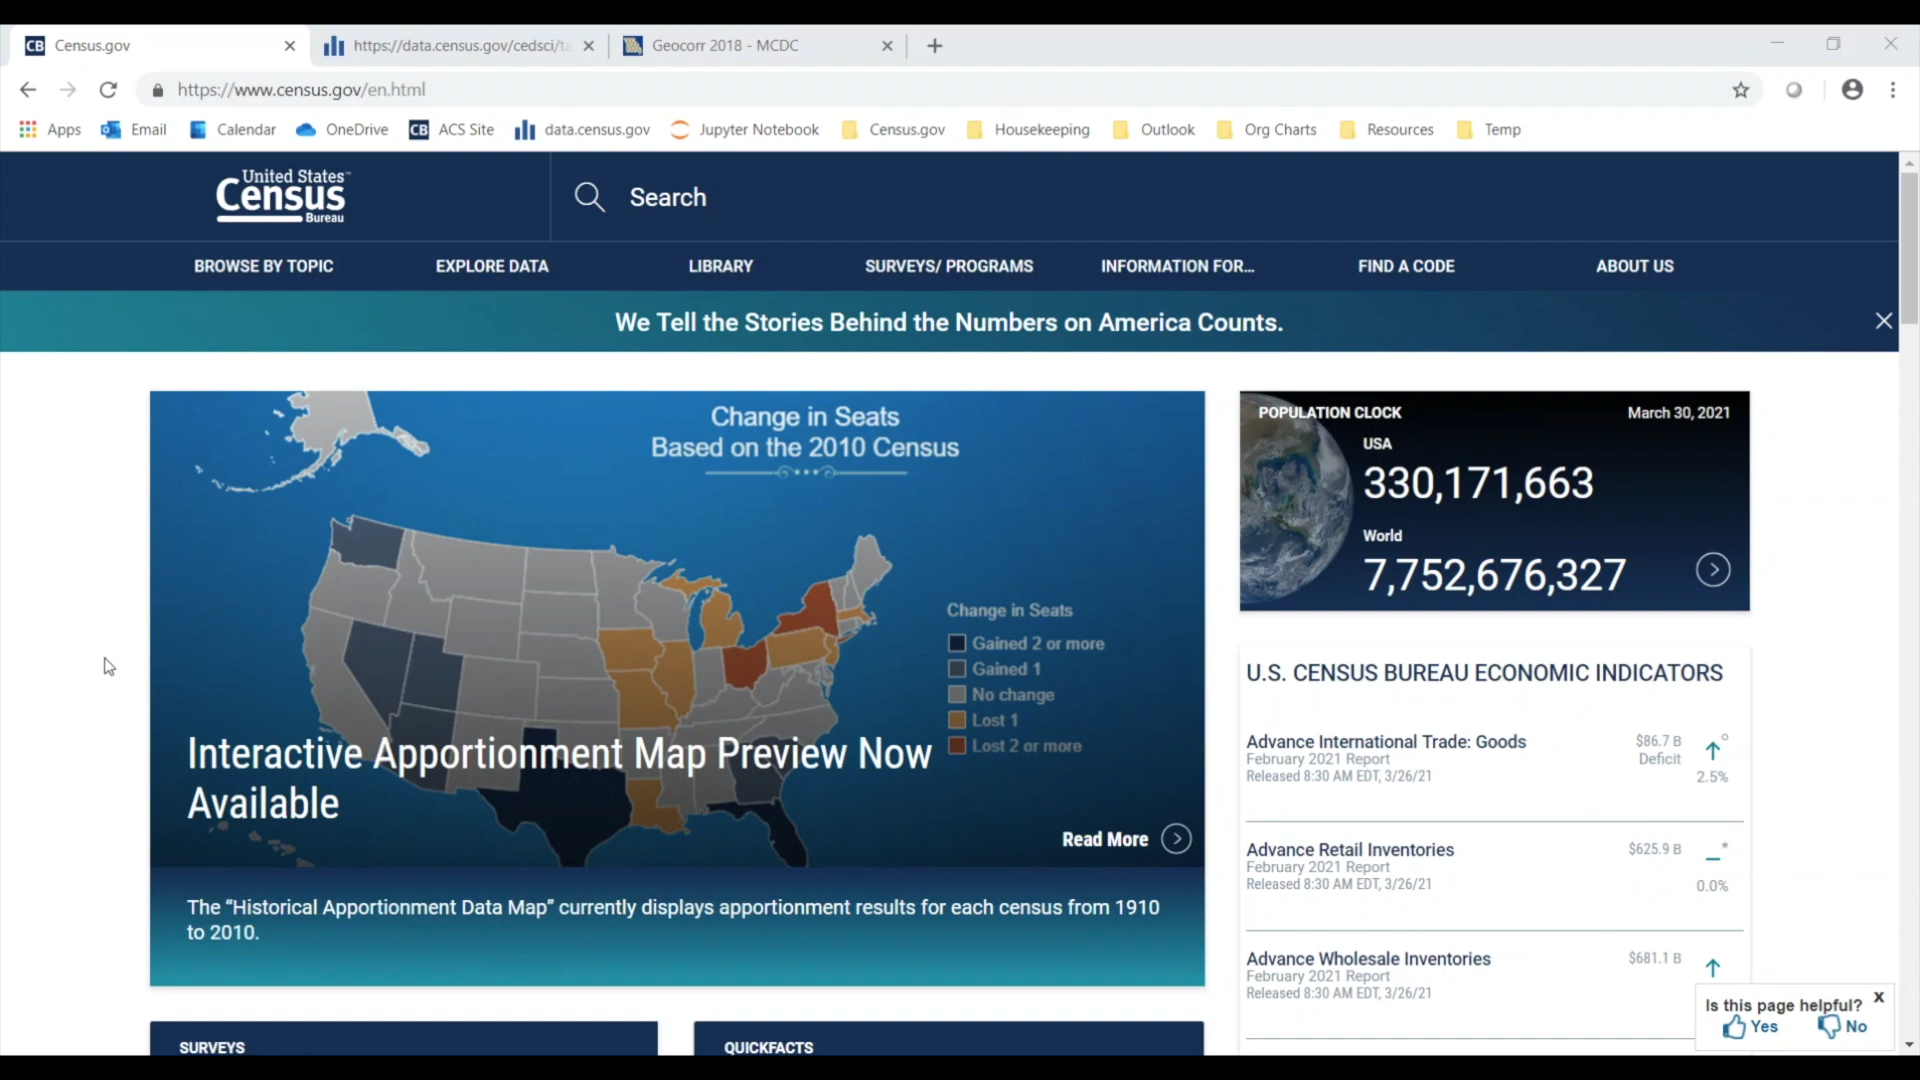 Census.gov
https://data.census.gov/cedsci/ta
Geocorr 2018 - MCDC
https://www.census.gov/en.html
Apps
Email
Calendar
OneDrive
ACS Site
data.census.gov
Jupyter Notebook
Census.gov
Housekeeping
Outlook
Org Charts
Resources
Temp
United States™
Census
Bureau
Search
BROWSE BY TOPIC
EXPLORE DATA
LIBRARY
SURVEYS/ PROGRAMS
INFORMATION FOR...
FIND A CODE
ABOUT US
We Tell the Stories Behind the Numbers on America Counts.
Change in Seats
Based on the 2010 Census
Change in Seats
Gained 2 or more
Gained 1
No change
Lost 1
Lost 2 or more
Interactive Apportionment Map Preview Now
Available
Read More
The “Historical Apportionment Data Map” currently displays apportionment results for each census from 1910
to 2010.
SURVEYS
QUICKFACTS
POPULATION CLOCK
March 30, 2021
USA
330,171,663
World
7,752,676,327
U.S. CENSUS BUREAU ECONOMIC INDICATORS
Advance International Trade: Goods
February 2021 Report
Released 8:30 AM EDT, 3/26/21
$86.7 B
Deficit
2.5%
Advance Retail Inventories
February 2021 Report
Released 8:30 AM EDT, 3/26/21
$625.9 B
*
0.0%
Advance Wholesale Inventories
February 2021 Report
Released 8:30 AM EDT, 3/26/21
$681.1 B
Is this page helpful?
X
Yes
No